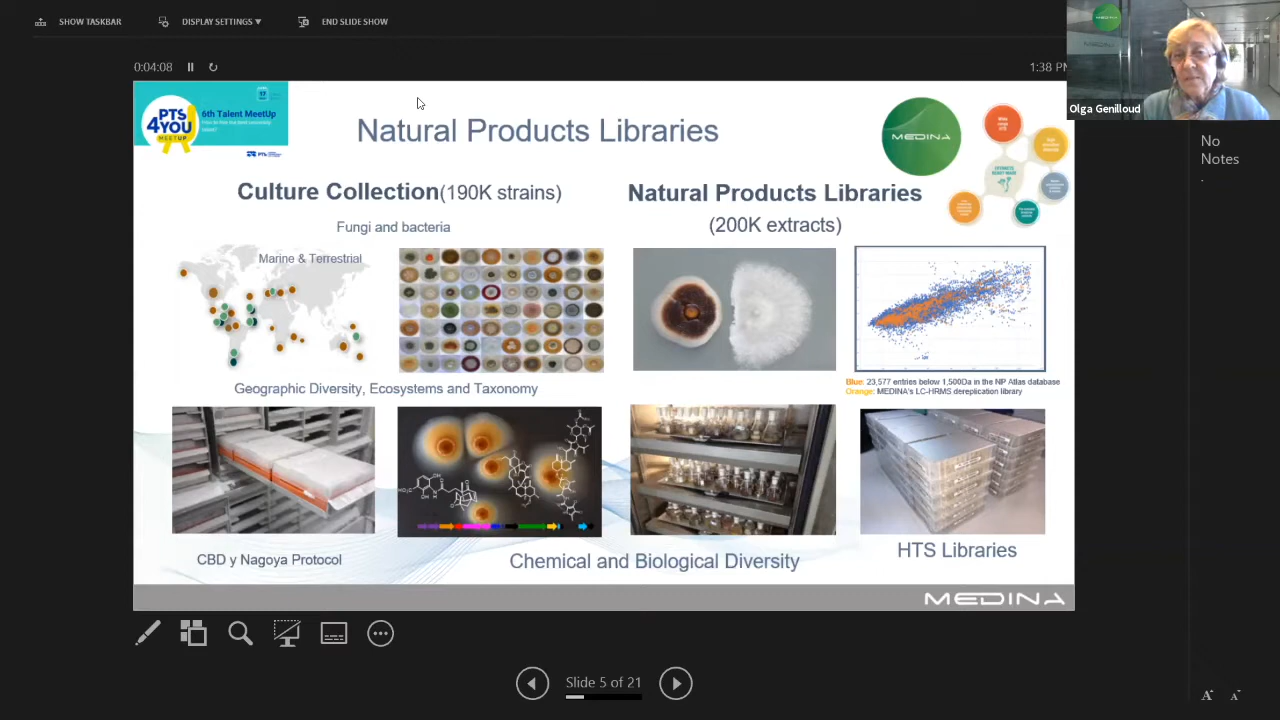 SHOW TASKBAR
DISPLAY SETTINGS ▼
END SLIDE SHOW
0:04:08
1:38 PM
MEDINA
Olga Genilloud
No
Notes
PTS
4YOU
MEETUP
6th Talent MeetUp
17
Natural Products Libraries
MEDINA
Culture Collection(190K strains)
Fungi and bacteria
Marine & Terrestrial
Geographic Diversity, Ecosystems and Taxonomy
Natural Products Libraries
(200K extracts)
Blue: 23,577 entries below 1,500Da in the NP Atlas database
Orange: MEDINA's LC-HRMS dereplication library
CBD y Nagoya Protocol
Chemical and Biological Diversity
HTS Libraries
MEDINA
Slide 5 of 21
A A